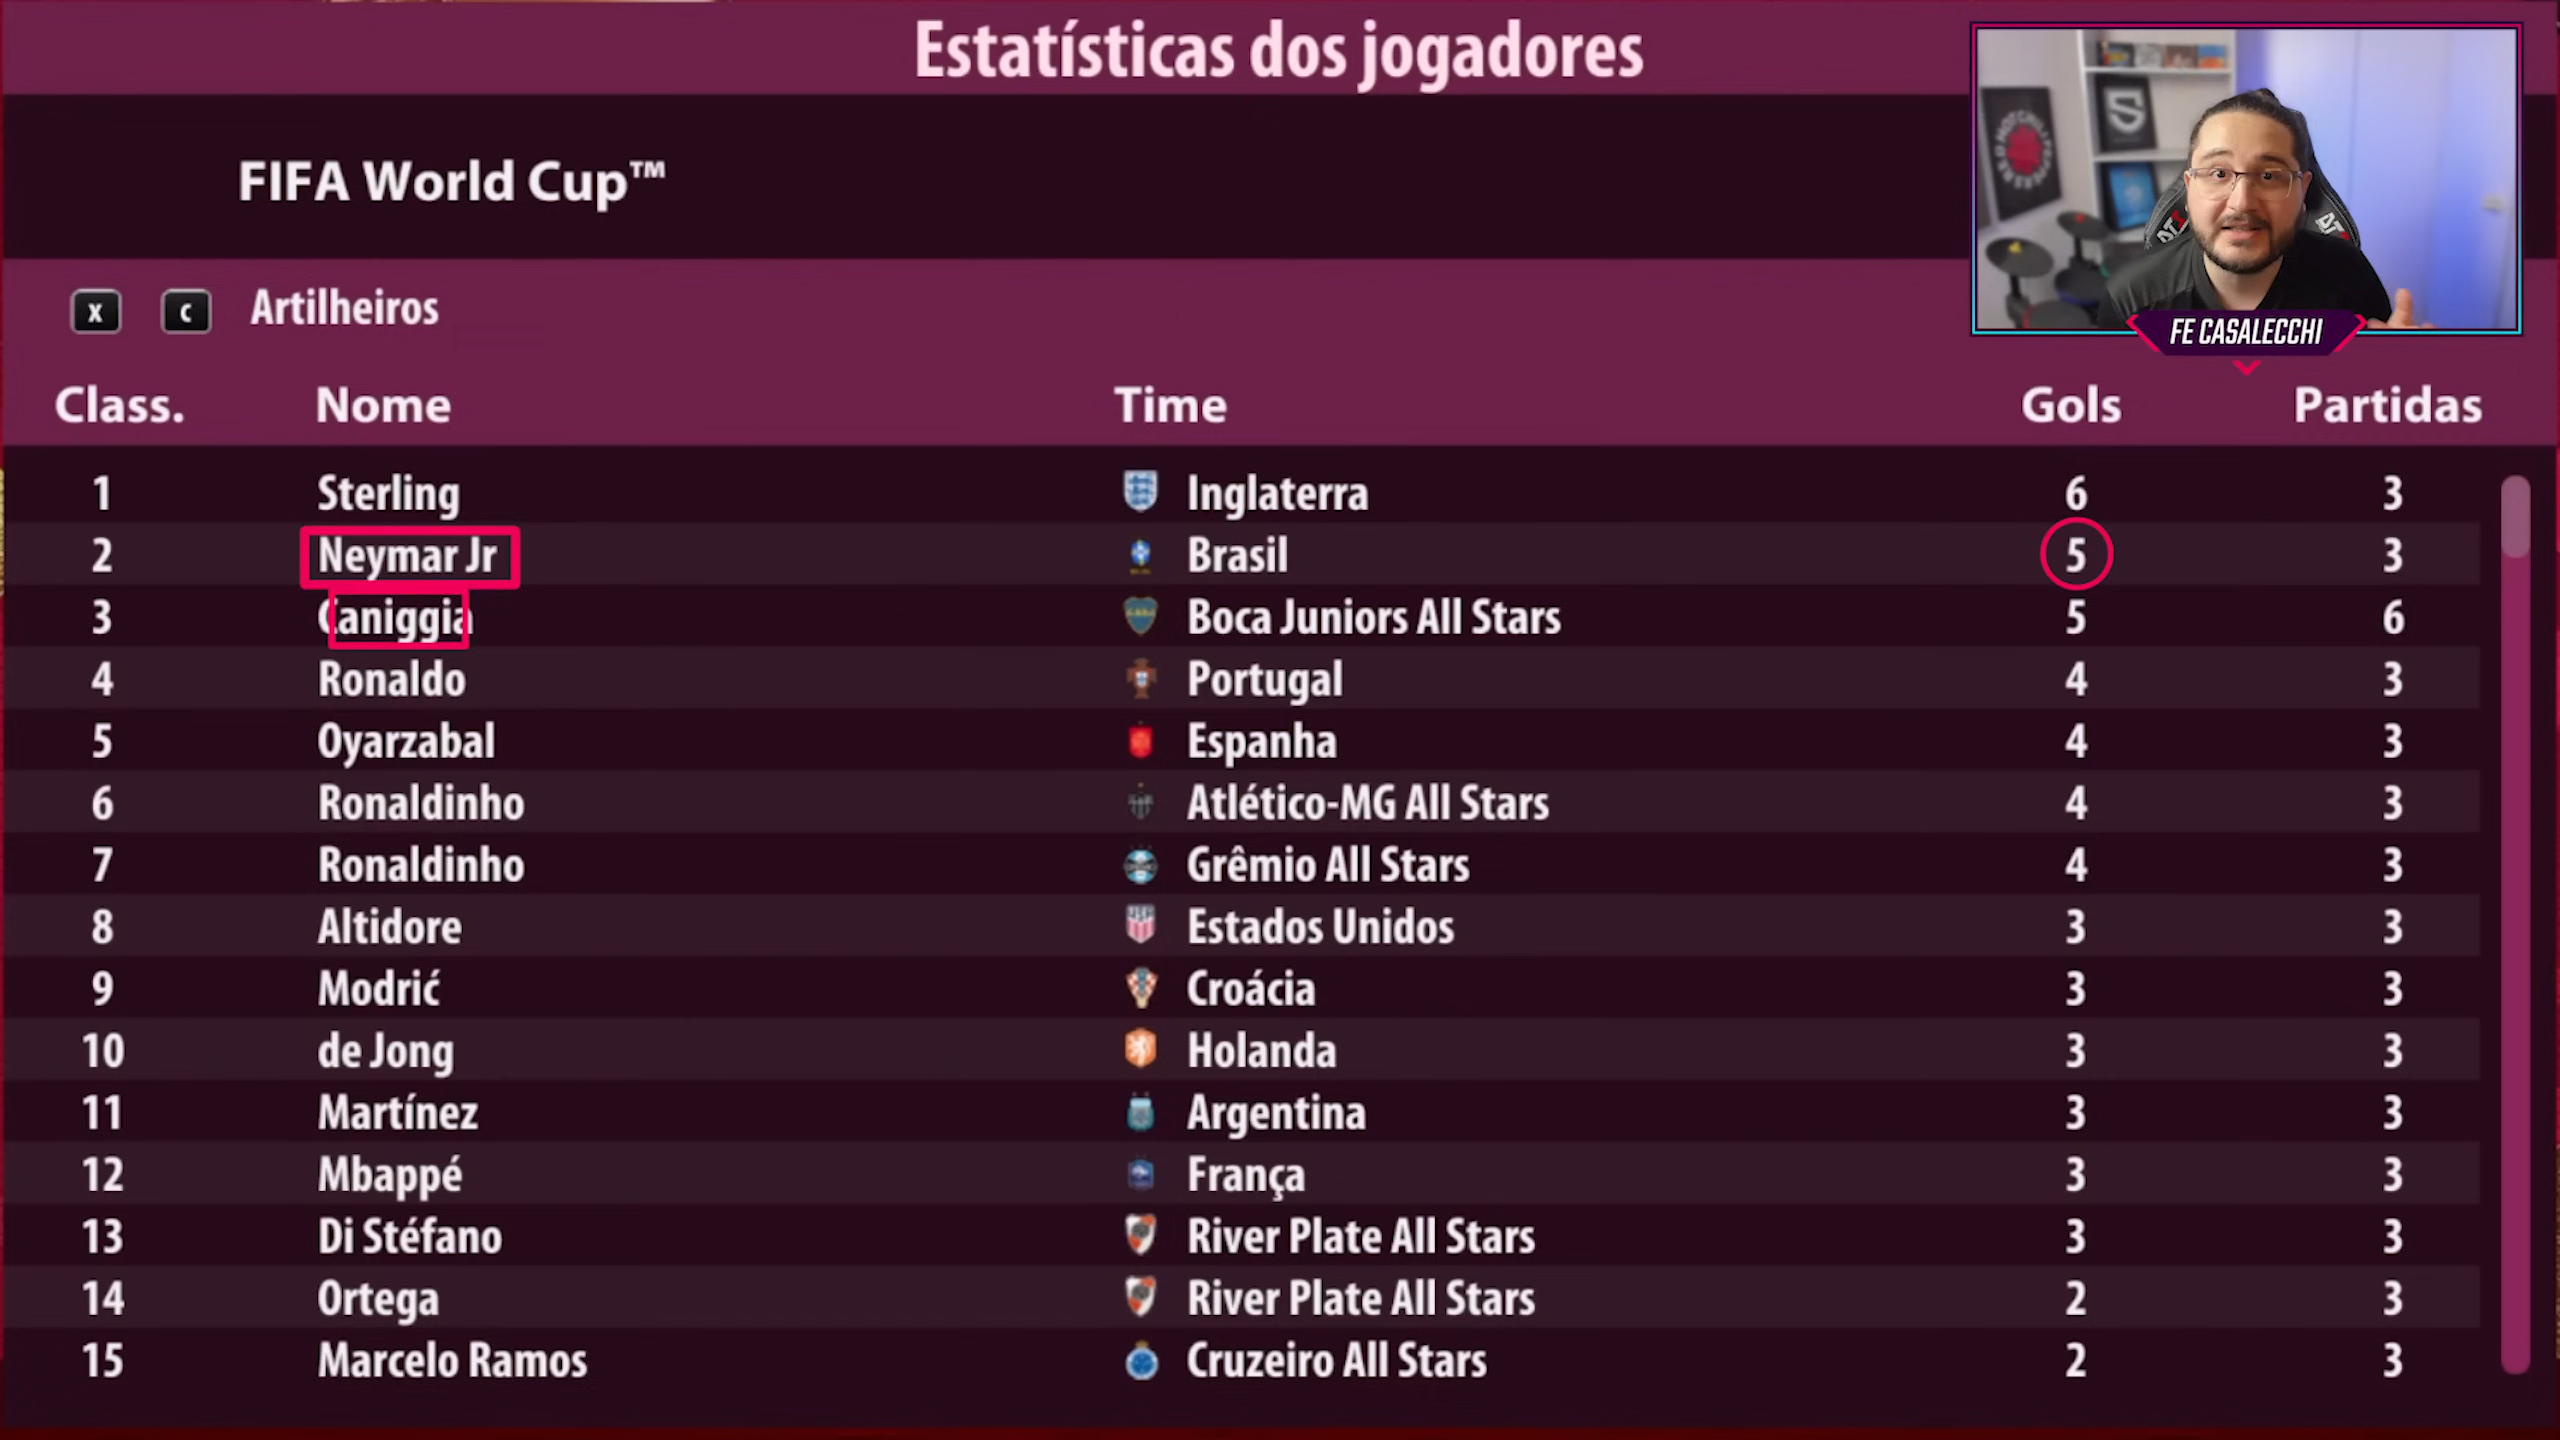 Estatísticas dos jogadores
FIFA World Cup™
X C Artilheiros
FE CASALECCHI
Class. Nome Time Gols Partidas
1 Sterling Inglaterra 6 3
2 Neymar Jr Brasil 5 3
3 Caniggia Boca Juniors All Stars 5 6
4 Ronaldo Portugal 4 3
5 Oyarzabal Espanha 4 3
6 Ronaldinho Atlético-MG All Stars 4 3
7 Ronaldinho Grêmio All Stars 4 3
8 Altidore Estados Unidos 3 3
9 Modrić Croácia 3 3
10 de Jong Holanda 3 3
11 Martínez Argentina 3 3
12 Mbappé França 3 3
13 Di Stéfano River Plate All Stars 3 3
14 Ortega River Plate All Stars 2 3
15 Marcelo Ramos Cruzeiro All Stars 2 3